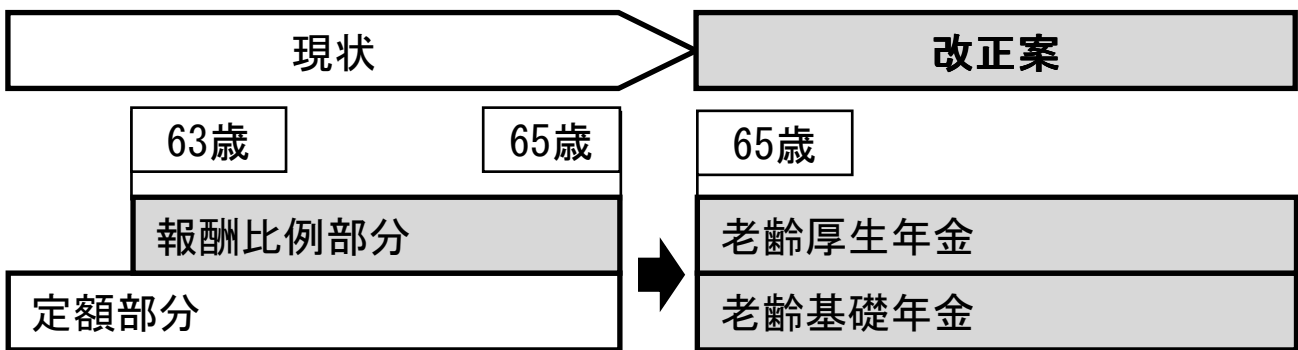 現状
改正案
63歳
65歳
65歳
報酬比例部分
老齢厚生年金
定額部分
老齢基礎年金